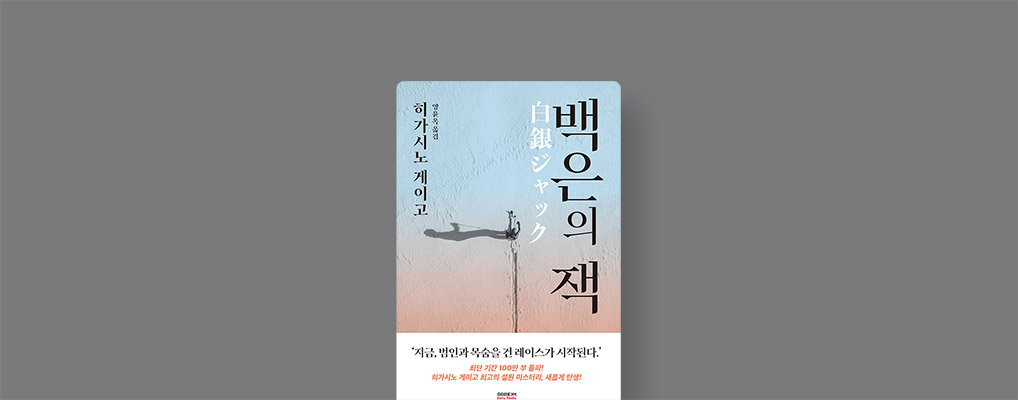 백은의 잭
白銀ジャック
양윤옥 옮김
히가시노 게이고
‘지금, 범인과 목숨을 건 레이스가 시작된다.’
최단 기간 100만 부 돌파!
히가시노 게이고 최고의 설원 미스터리, 새롭게 탄생!